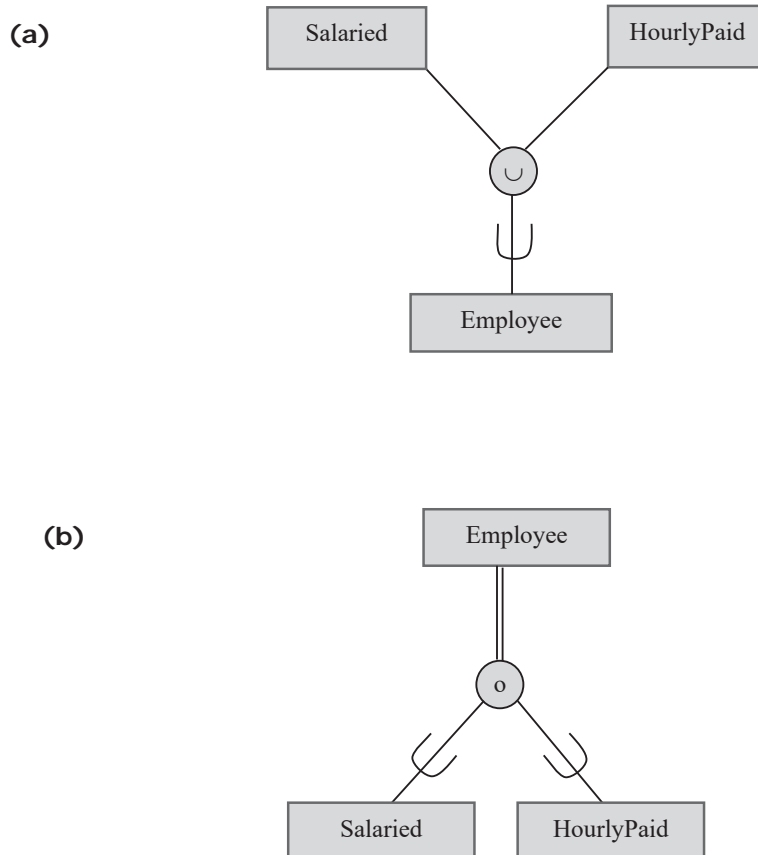 (a)
Salaried
HourlyPaid
∪
Employee
(b)
Employee
o
Salaried
HourlyPaid